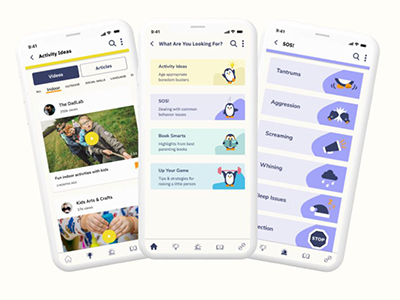 9:41
Activity Ideas
Videos
Articles
ALL
Indoor
OUTDOOR
SOCIAL SKILLS
LANGUAGE
The DadLab
Fun indoor activities with kids
Kids Arts & Crafts
17k views
9:41
What Are You Looking For?
Activity Ideas
Age appropriate
boredom busters
SOS!
Dealing with common
behavior issues
Book Smarts
Highlights from best
parenting books
Up Your Game
Tips & strategies for
raising a little person
9:41
SOS!
Tantrums
Aggression
Screaming
Whining
leep Issues
ection
STOP